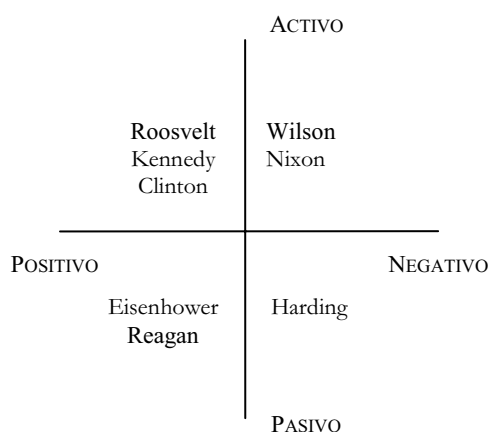 ACTIVO
Roosvelt Wilson
Kennedy Nixon
Clinton
POSITIVO NEGATIVO
Eisenhower Harding
Reagan
PASIVO